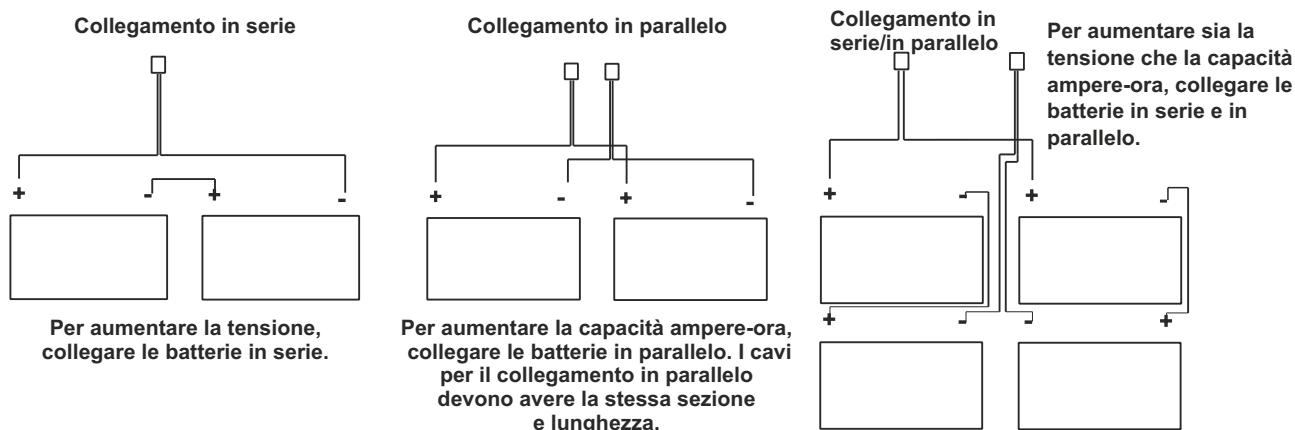 Collegamento in serie
+
-
+
-
Per aumentare la tensione,
collegare le batterie in serie.
Collegamento in parallelo
+
-
+
-
Per aumentare la capacità ampere-ora,
collegare le batterie in parallelo. I cavi
per il collegamento in parallelo
devono avere la stessa sezione
e lunghezza.
Collegamento in
serie/in parallelo
Per aumentare sia la
tensione che la capacità
ampere-ora, collegare le
batterie in serie e in
parallelo.
+
-
+
-
+
-
-
+